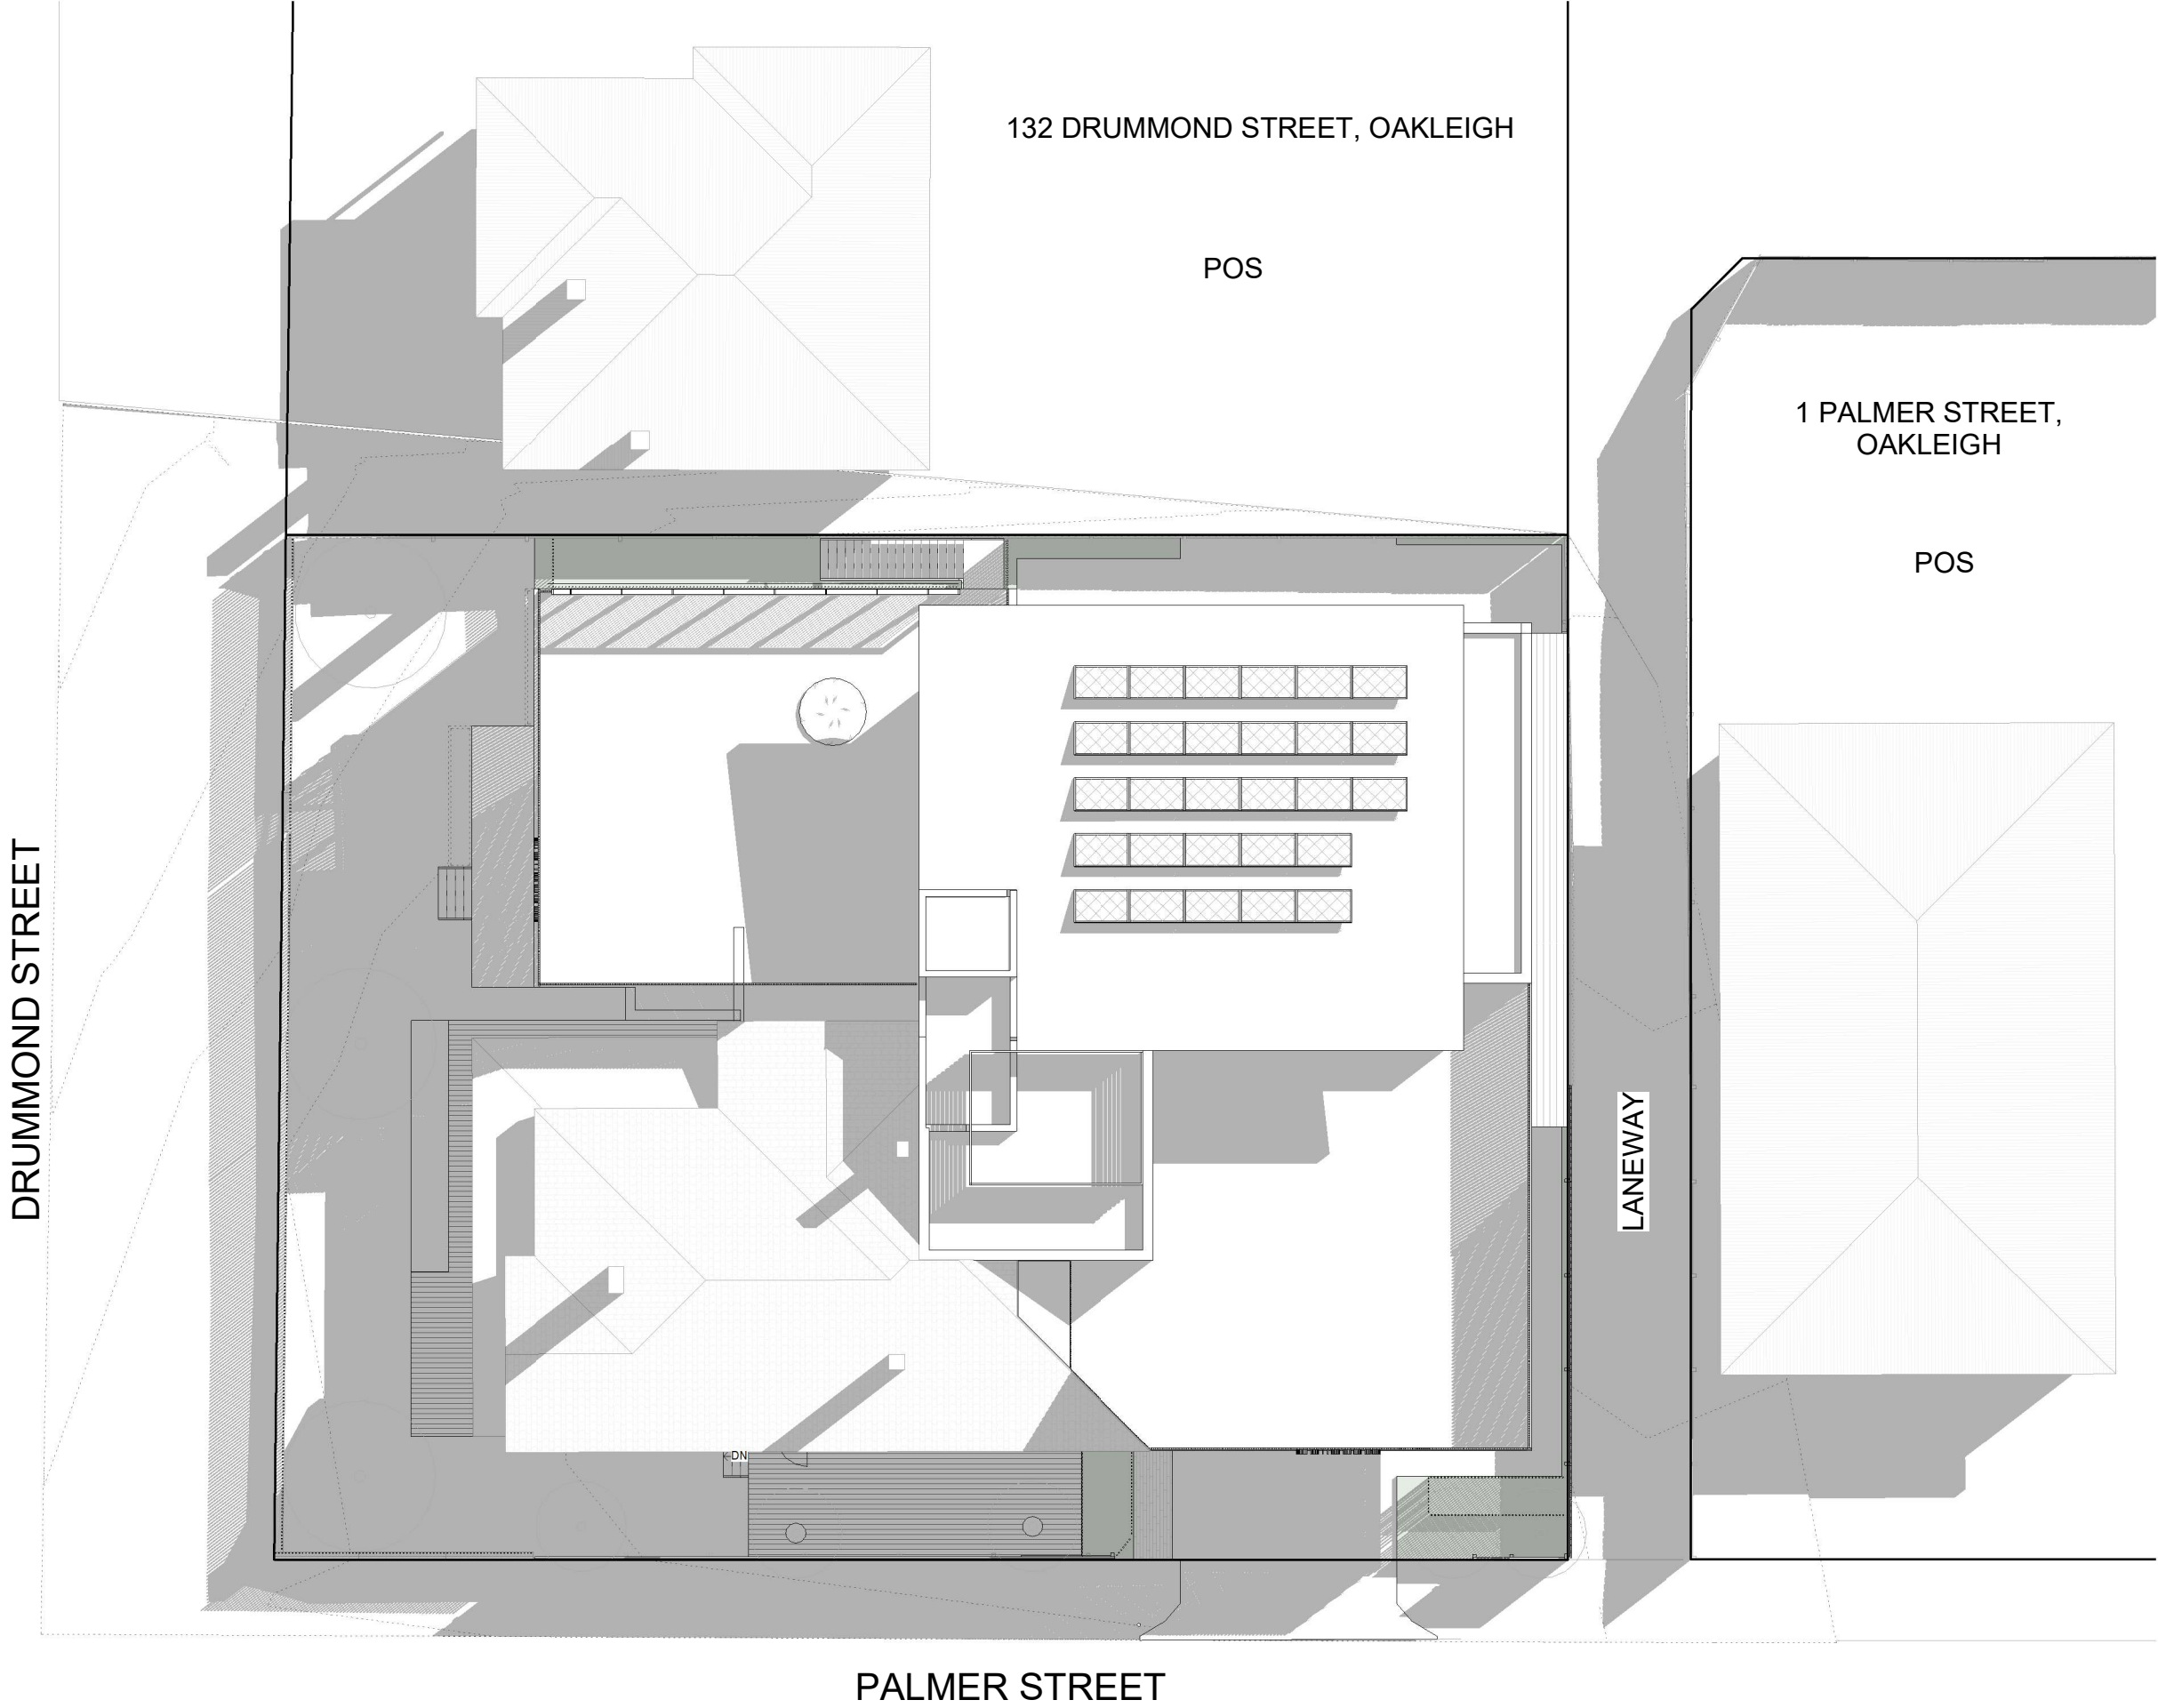 132 DRUMMOND STREET, OAKLEIGH
POS
1 PALMER STREET,
OAKLEIGH
POS
DRUMMOND STREET
LANEWAY
DN
PALMER STREET